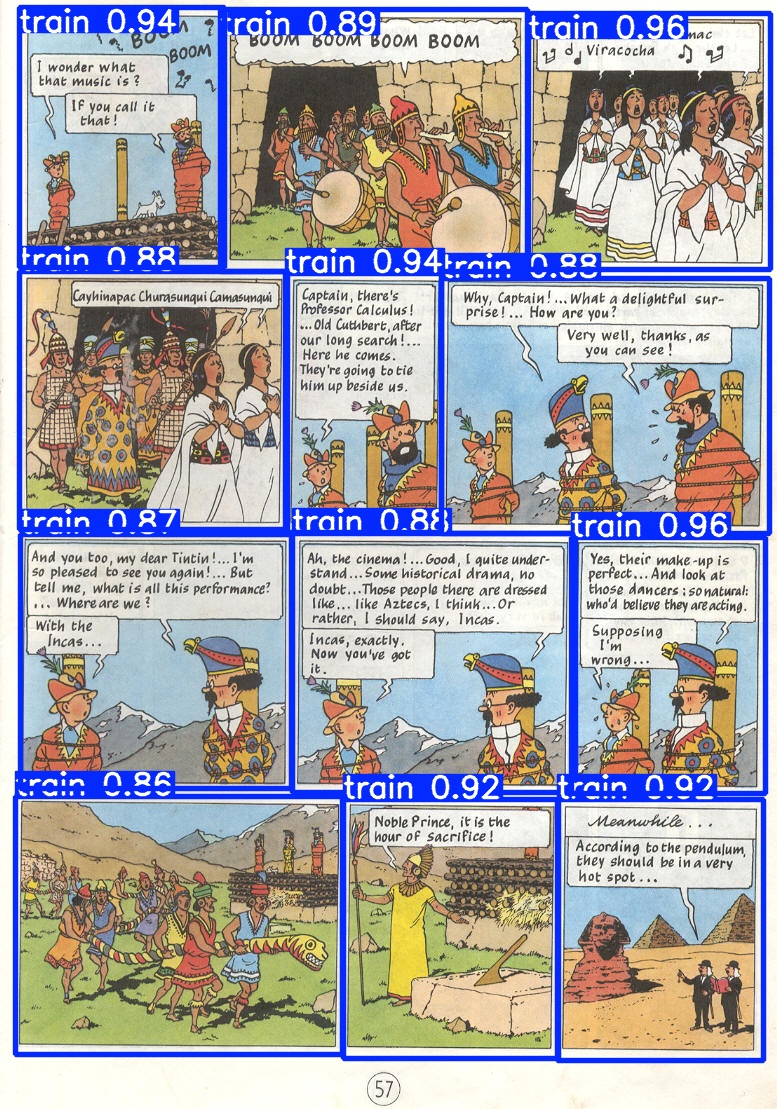 train 0.94
BOOM
BOOM
I wonder what
that music is?
If you call it
that!
train 0.89
BOOM BOOM BOOM BOOM
train 0.96
Viracocha
train 0.88
Cayhinapac Churasunqui Camasunqui
train 0.94
Captain, there's
Professor Calculus!
...Old Cuthbert, after
our long search!...
Here he comes.
They're going to tie
him up beside us.
train 0.88
Why, Captain!...What a delightful sur-
prise!... How are you?
Very well, thanks, as
you can see!
train 0.87
And you too, my dear Tintin!...I'm
so pleased to see you again!... But
tell me, what is all this performance?
... Where are we?
With the
Incas...
train 0.88
Ah, the cinema!...Good, I quite under-
stand...Some historical drama, no
doubt...Those people there are dressed
like...like Aztecs, I think...Or
rather, I should say, Incas.
Incas, exactly.
Now you've got
it.
train 0.96
Yes, their make-up is
perfect...And look at
those dancers; so natural:
who'd believe they are acting.
Supposing
I'm
wrong...
train 0.86
train 0.92
Noble Prince, it is the
hour of sacrifice!
train 0.92
Meanwhile...
According to the pendulum,
they should be in a very
hot spot...
57